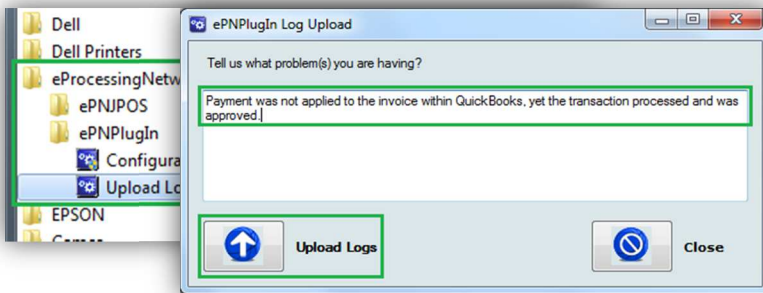 Dell
Dell Printers
eProcessingNetw
ePNJPOS
ePNPlugIn
Configura
Upload Lo
EPSON
ePNPlugIn Log Upload
Tell us what problem(s) you are having?
Payment was not applied to the invoice within QuickBooks, yet the transaction processed and was
approved.
Upload Logs
Close